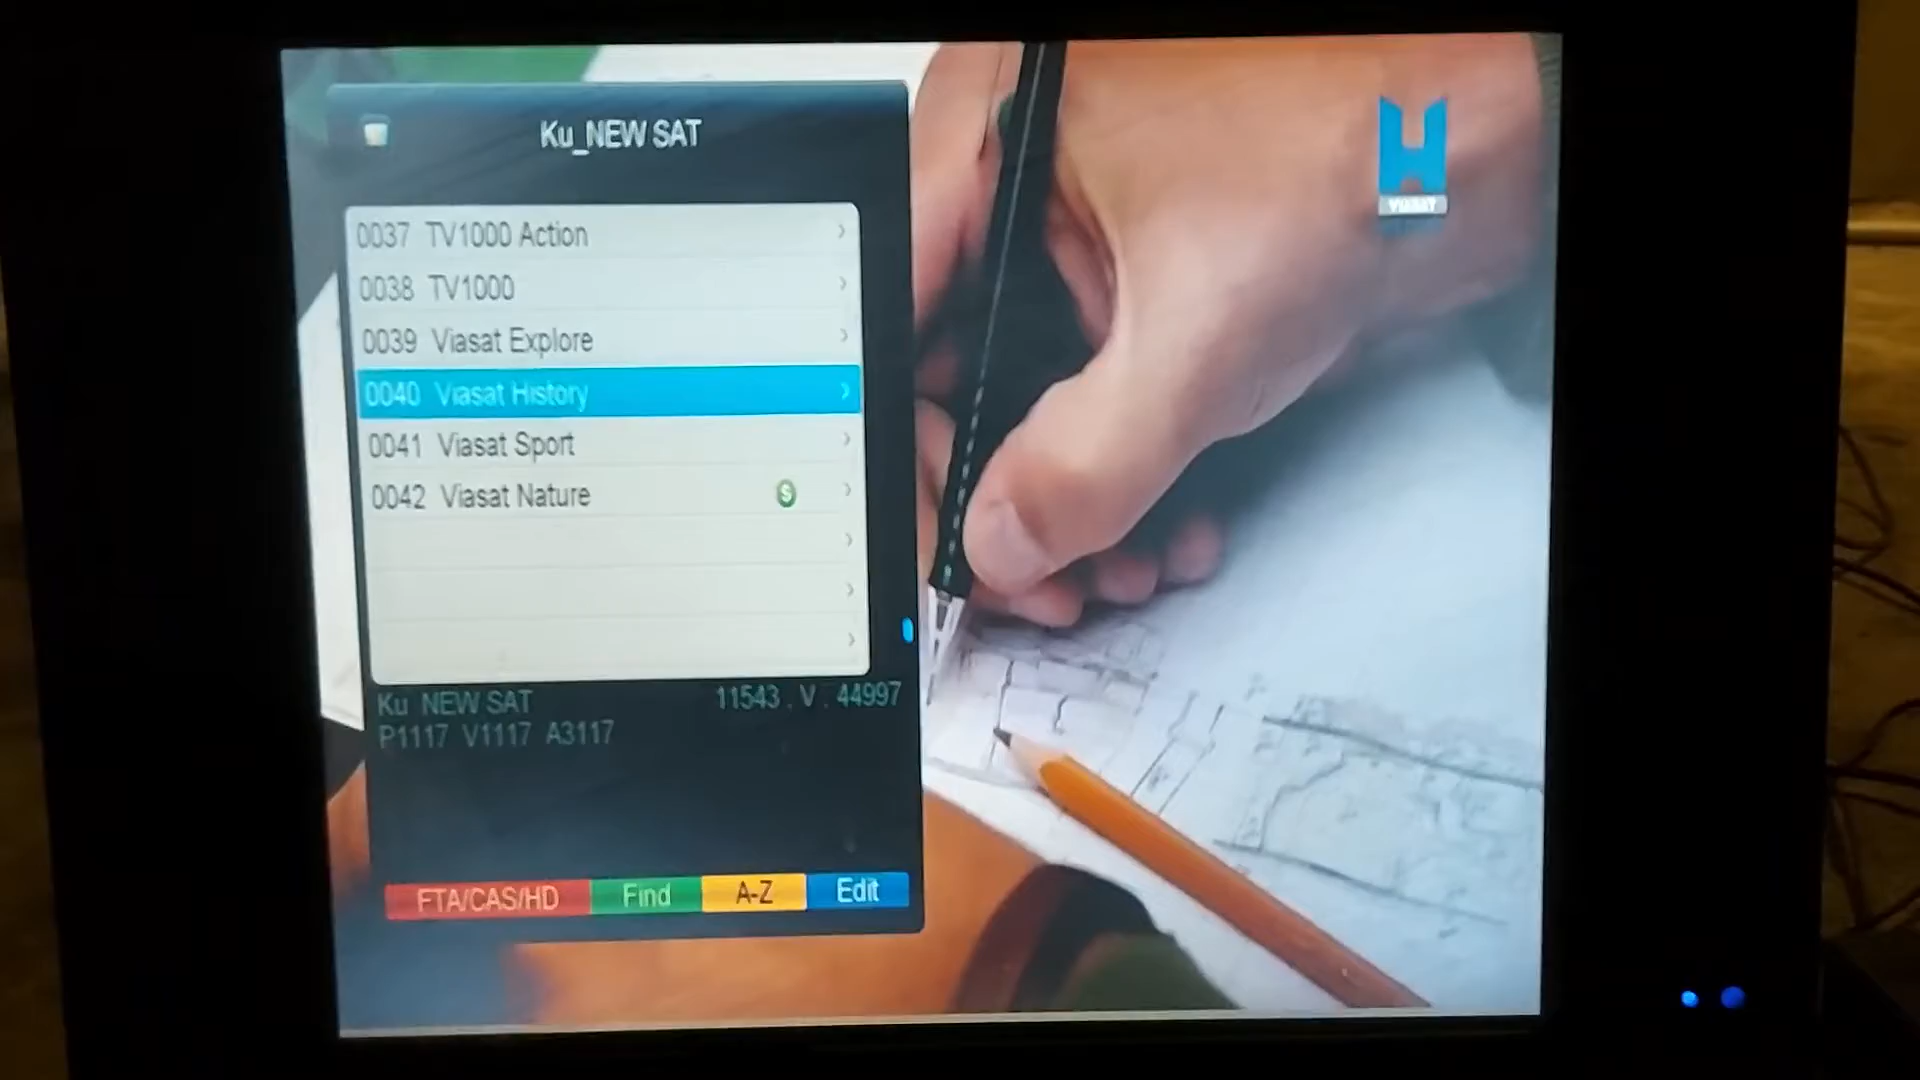 Ku_NEW SAT
VIASAT
0037 TV1000 Action
0038 TV1000
0039 Viasat Explore
0040 Viasat History
0041 Viasat Sport
0042 Viasat Nature $
Ku NEW SAT 11543 . V . 44997
P1117 V1117 A3117
FTA/CAS/HD Find A-Z Edit